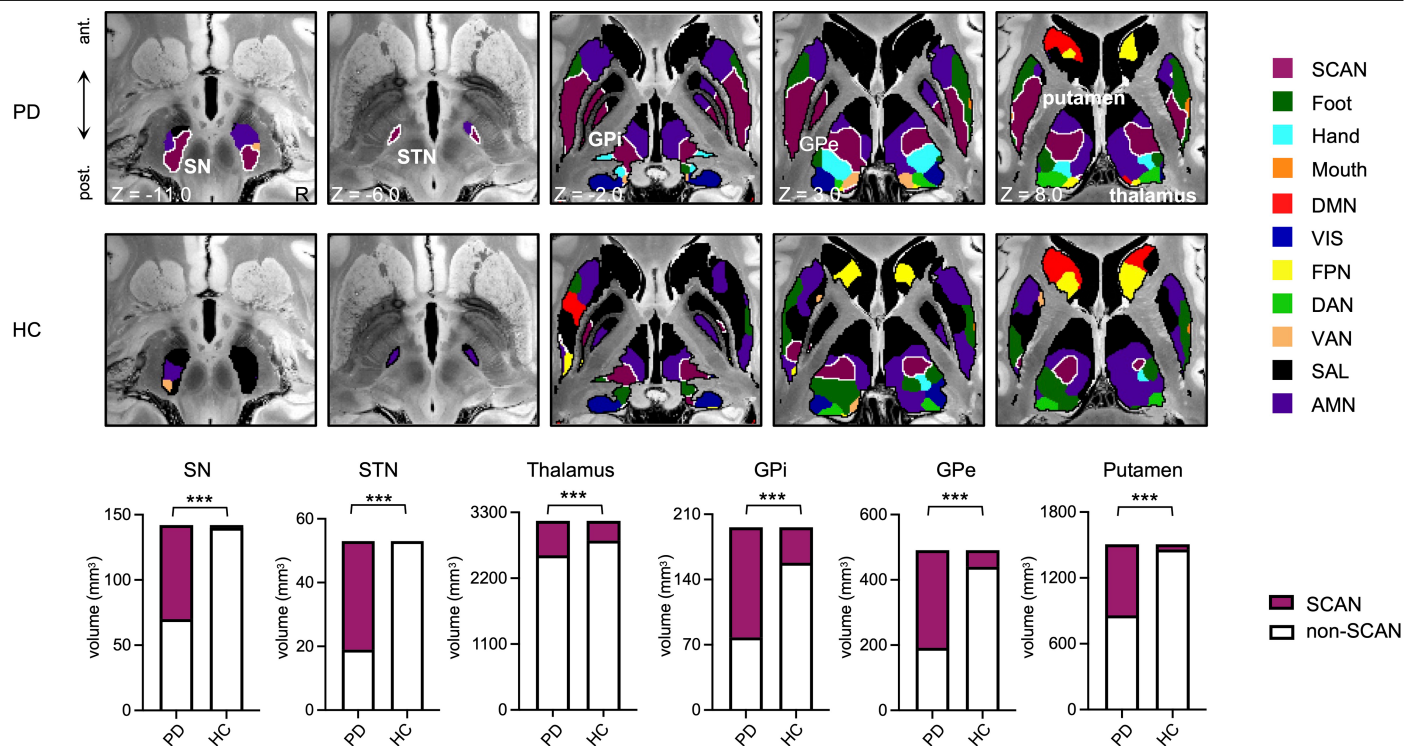 ant.
post.
PD
SN
Z = -11.0
R
STN
Z = -6.0
GPi
Z = -2.0
GPe
Z = 3.0
putamen
Z = 8.0
thalamus
HC
SCAN
Foot
Hand
Mouth
DMN
VIS
FPN
DAN
VAN
SAL
AMN
SN
***
volume (mm³)
150
100
50
0
PD
HC
STN
***
volume (mm³)
60
40
20
0
PD
HC
Thalamus
***
volume (mm³)
3300
2200
1100
0
PD
HC
GPi
***
volume (mm³)
210
140
70
0
PD
HC
GPe
***
volume (mm³)
600
400
200
0
PD
HC
Putamen
***
volume (mm³)
1800
1200
600
0
PD
HC
SCAN
non-SCAN